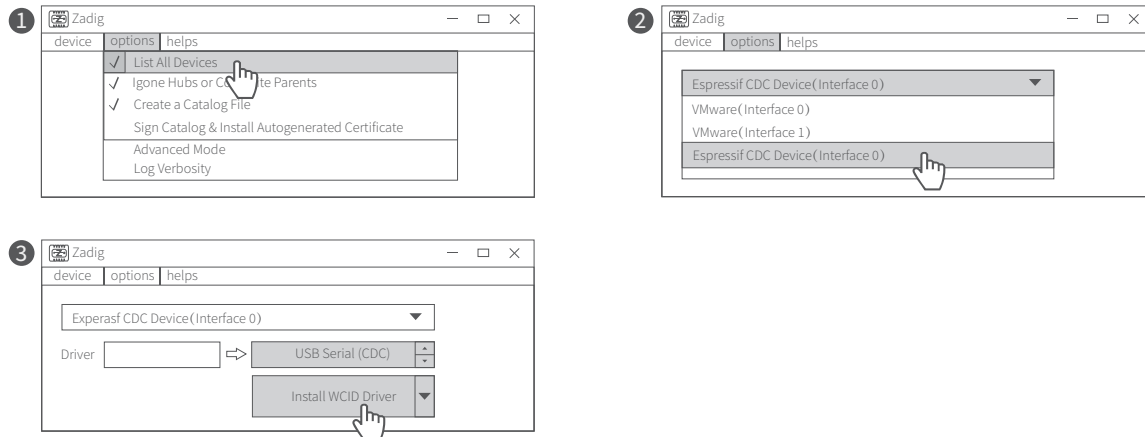 1
Zadig
device options helps
List All Devices
Igone Hubs or Co te Parents
Create a Catalog File
Sign Catalog & Install Autogenerated Certificate
Advanced Mode
Log Verbosity
2
Zadig
device options helps
Espressif CDC Device(Interface 0)
VMware(Interface 0)
VMware(Interface 1)
Espressif CDC Device(Interface 0)
3
Zadig
device options helps
Experasf CDC Device(Interface 0)
Driver USB Serial (CDC)
Install WCID Driver